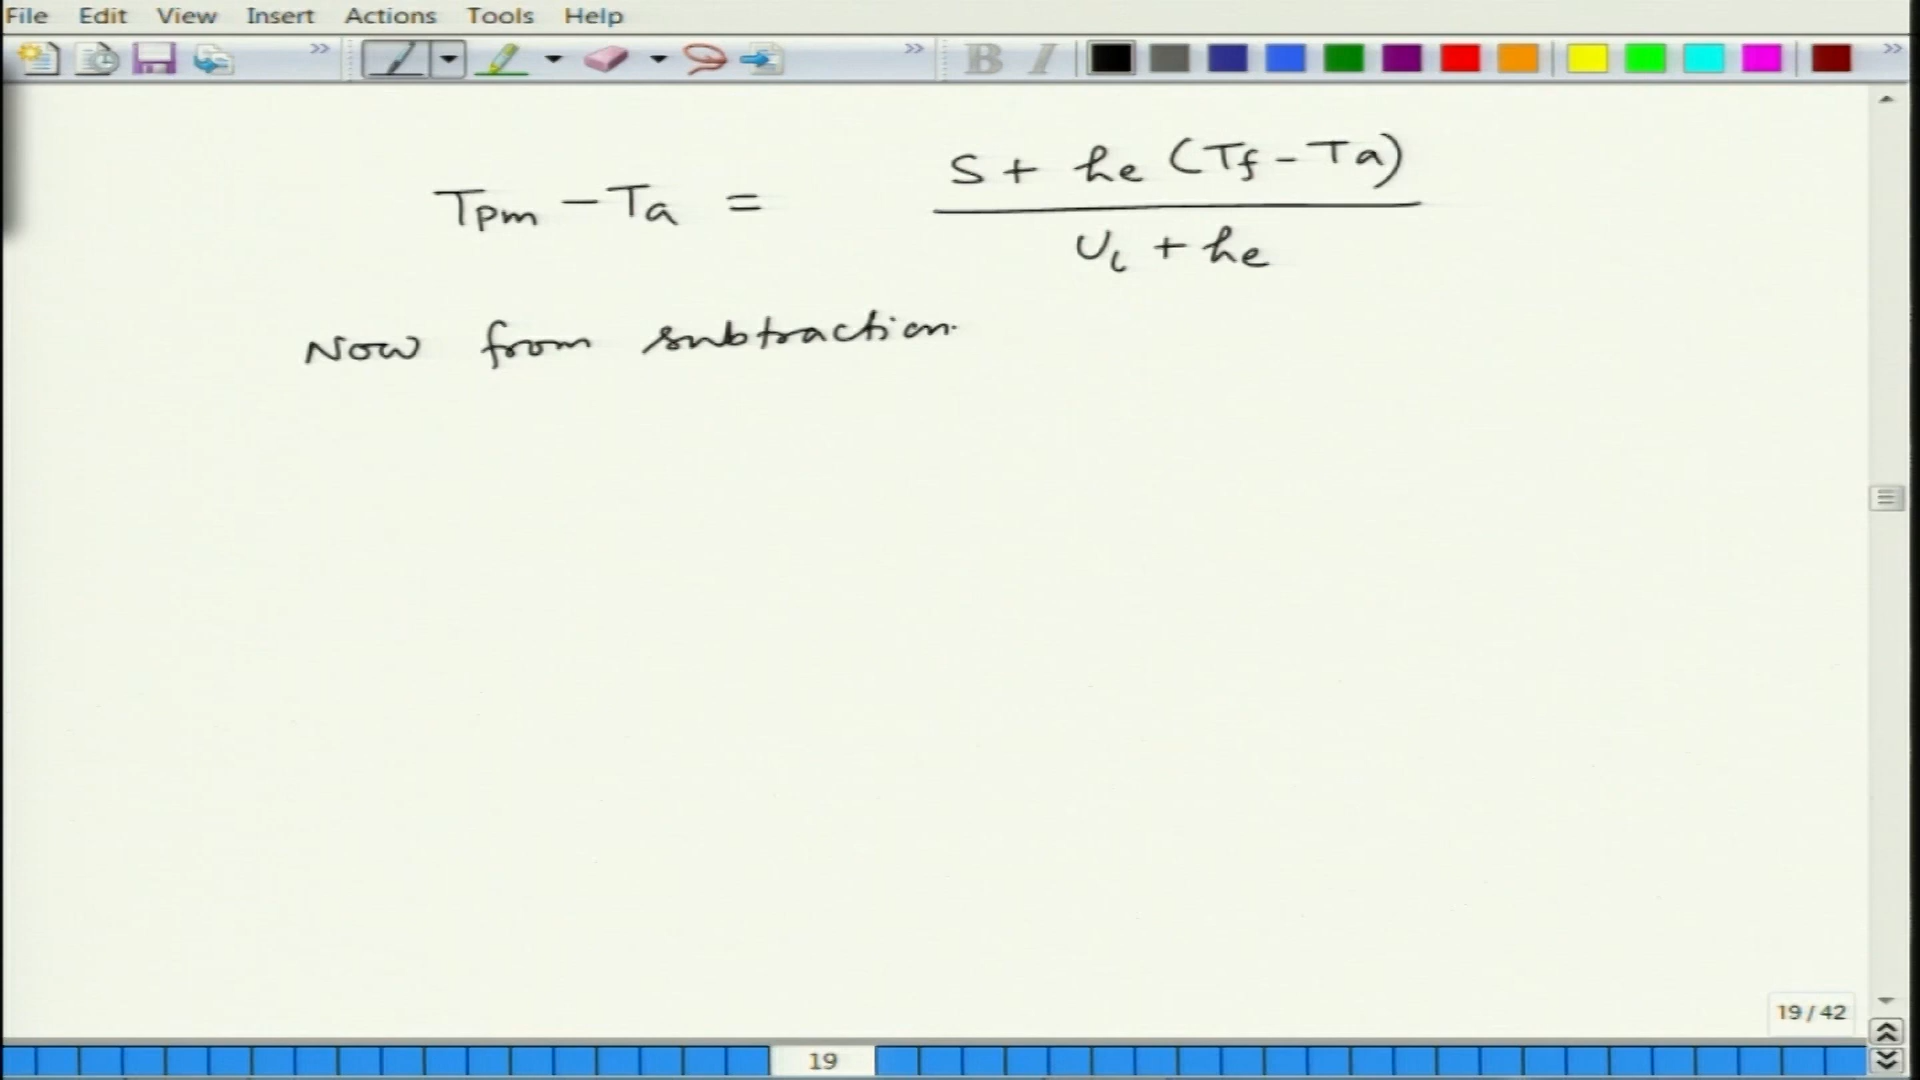 File Edit View Insert Actions Tools Help
B I
Tpm - Ta = S + he (Tf - Ta) / Ul + he
Now from subtraction.
19 / 42
19